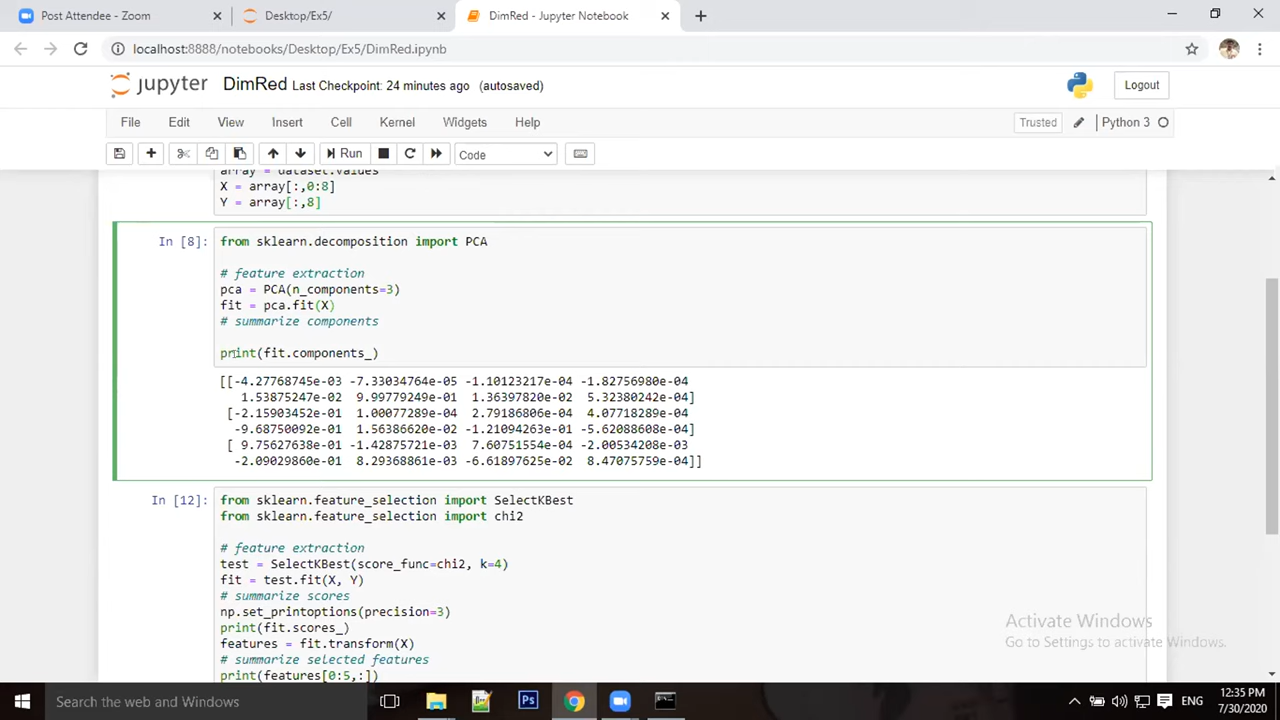 Post Attendee - Zoom
Desktop/Ex5/
DimRed - Jupyter Notebook
localhost:8888/notebooks/Desktop/Ex5/DimRed.ipynb
jupyter DimRed Last Checkpoint: 24 minutes ago (autosaved)
Logout
File Edit View Insert Cell Kernel Widgets Help
Trusted
Python 3
Run
Code
array = dataset.values
X = array[:,0:8]
Y = array[:,8]
In [8]:
from sklearn.decomposition import PCA
# feature extraction
pca = PCA(n_components=3)
fit = pca.fit(X)
# summarize components
print(fit.components_)
[[-4.27768745e-03 -7.33034764e-05 -1.10123217e-04 -1.82756980e-04
1.53875247e-02 9.99779249e-01 1.36397820e-02 5.32380242e-04]
[-2.15903452e-01 1.00077289e-04 2.79186806e-04 4.07718289e-04
-9.68750092e-01 1.56386620e-02 -1.21094263e-01 -5.62088608e-04]
[ 9.75627638e-01 -1.42875721e-03 7.60751554e-04 -2.00534208e-03
-2.09029860e-01 8.29368861e-03 -6.61897625e-02 8.47075759e-04]]
In [12]:
from sklearn.feature_selection import SelectKBest
from sklearn.feature_selection import chi2
# feature extraction
test = SelectKBest(score_func=chi2, k=4)
fit = test.fit(X, Y)
# summarize scores
np.set_printoptions(precision=3)
print(fit.scores_)
features = fit.transform(X)
# summarize selected features
print(features[0:5,:])
Activate Windows
Go to Settings to activate Windows.
Search the web and Windows
Ps
ENG
12:35 PM
7/30/2020